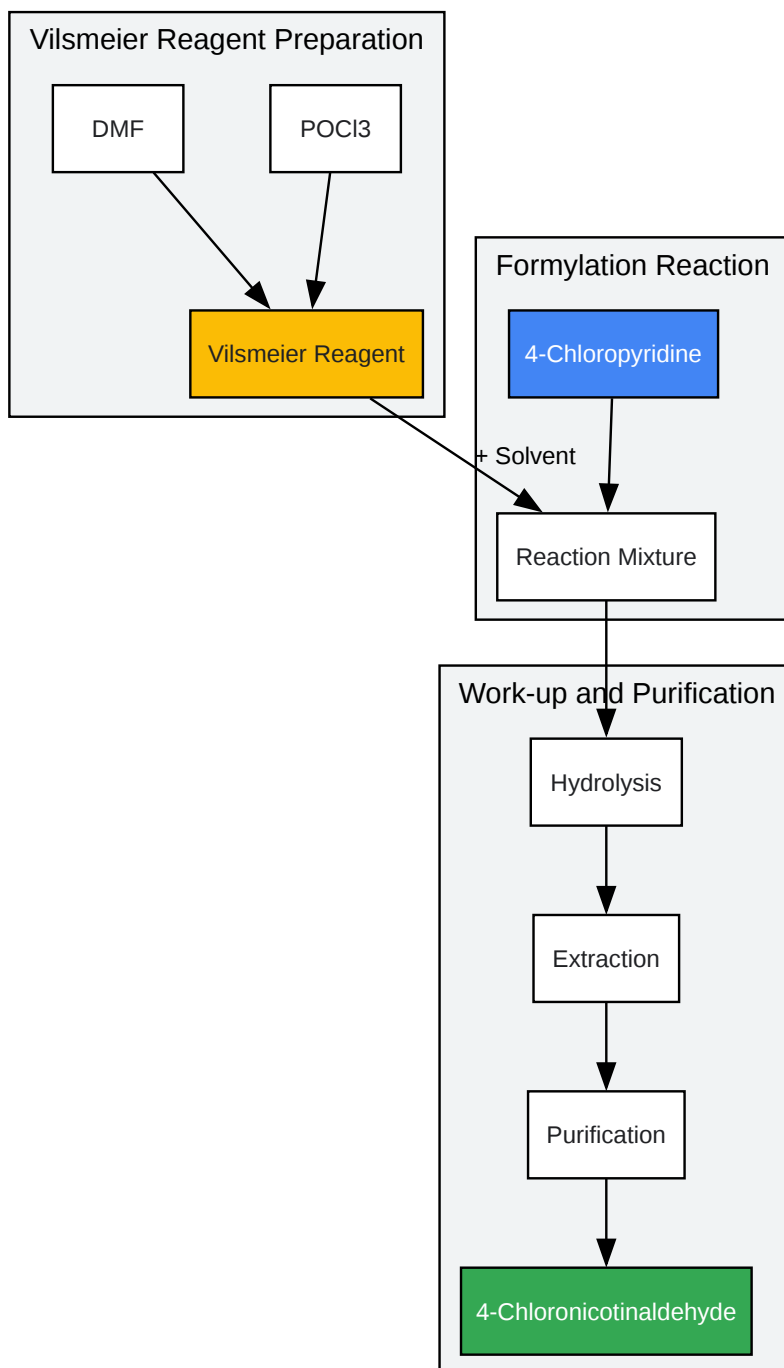 Vilsmeier Reagent Preparation
DMF
POCl3
Vilsmeier Reagent
Formylation Reaction
4-Chloropyridine
+ Solvent
Reaction Mixture
Work-up and Purification
Hydrolysis
Extraction
Purification
4-Chloronicotinaldehyde